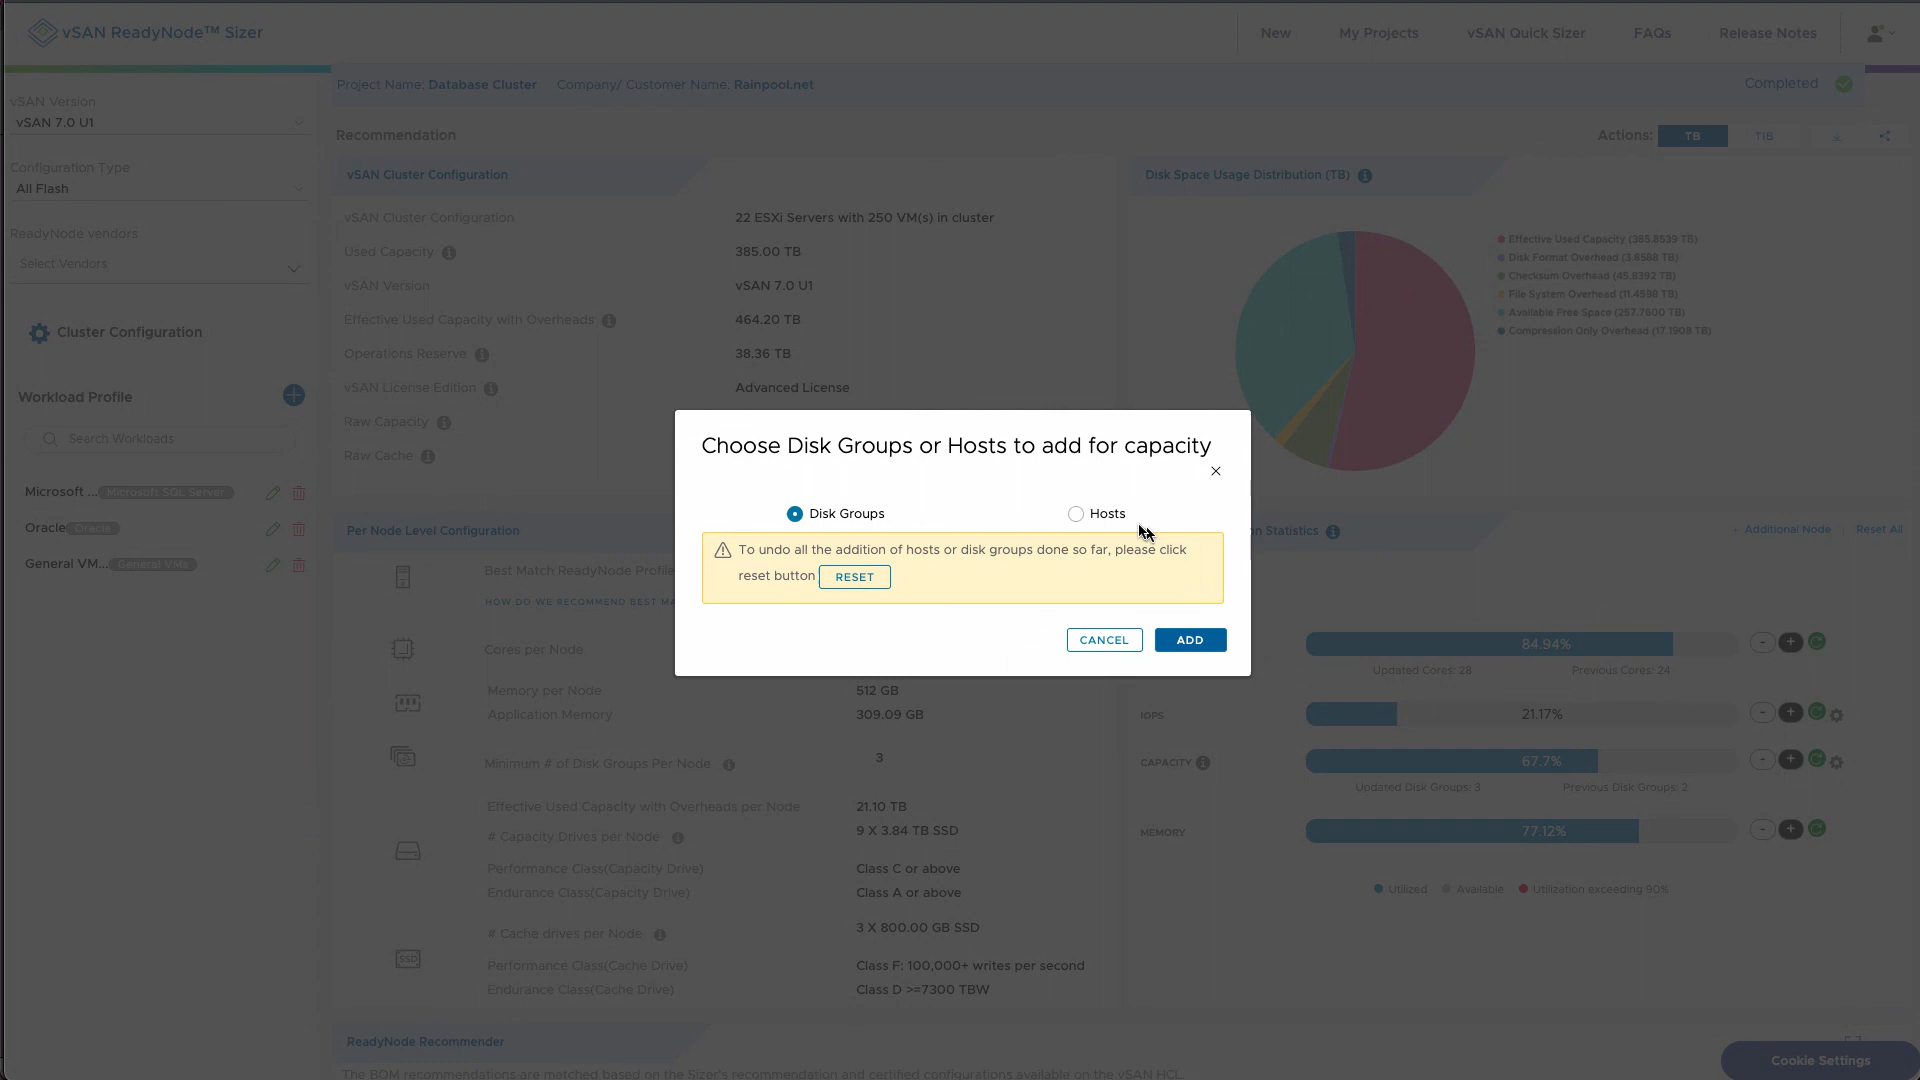 vSAN ReadyNode™ Sizer
New
My Projects
vSAN Quick Sizer
FAQs
Release Notes
Project Name: Database Cluster
Company/ Customer Name: Rainpool.net
Completed
vSAN Version
vSAN 7.0 U1
Configuration Type
All Flash
ReadyNode vendors
Select Vendors
Cluster Configuration
Workload Profile
Search Workloads
Microsoft ... Microsoft SQL Server
Oracle Oracle
General VM... General VMs
Recommendation
Actions:
TB
TIB
vSAN Cluster Configuration
vSAN Cluster Configuration
22 ESXi Servers with 250 VM(s) in cluster
Used Capacity
385.00 TB
vSAN Version
vSAN 7.0 U1
Effective Used Capacity with Overheads
464.20 TB
Operations Reserve
38.36 TB
vSAN License Edition
Advanced License
Raw Capacity
Raw Cache
Disk Space Usage Distribution (TB)
Effective Used Capacity (385.8539 TB)
Disk Format Overhead (3.6588 TB)
Checksum Overhead (45.8392 TB)
File System Overhead (11.4598 TB)
Available Free Space (257.7600 TB)
Compression Only Overhead (17.1908 TB)
Choose Disk Groups or Hosts to add for capacity
Disk Groups
Hosts
To undo all the addition of hosts or disk groups done so far, please click
reset button
RESET
CANCEL
ADD
Per Node Level Configuration
Best Match ReadyNode Profile
HOW DO WE RECOMMEND BEST MA
Cores per Node
Memory per Node
512 GB
Application Memory
309.09 GB
Minimum # of Disk Groups Per Node
3
Effective Used Capacity with Overheads per Node
21.10 TB
# Capacity Drives per Node
9 X 3.84 TB SSD
Performance Class(Capacity Drive)
Class C or above
Endurance Class(Capacity Drive)
Class A or above
SSD
# Cache drives per Node
3 X 800.00 GB SSD
Performance Class(Cache Drive)
Class F: 100,000+ writes per second
Endurance Class(Cache Drive)
Class D >=7300 TBW
n Statistics
+ Additional Node
Reset All
84.94%
- +
Updated Cores: 28
Previous Cores: 24
IOPS
21.17%
- +
CAPACITY
67.7%
- +
Updated Disk Groups: 3
Previous Disk Groups: 2
MEMORY
77.12%
- +
Utilized
Available
Utilization exceeding 90%
ReadyNode Recommender
The BOM recommendations are matched based on the Sizer's recommendation and certified configurations available on the vSAN HCL.
Cookie Settings